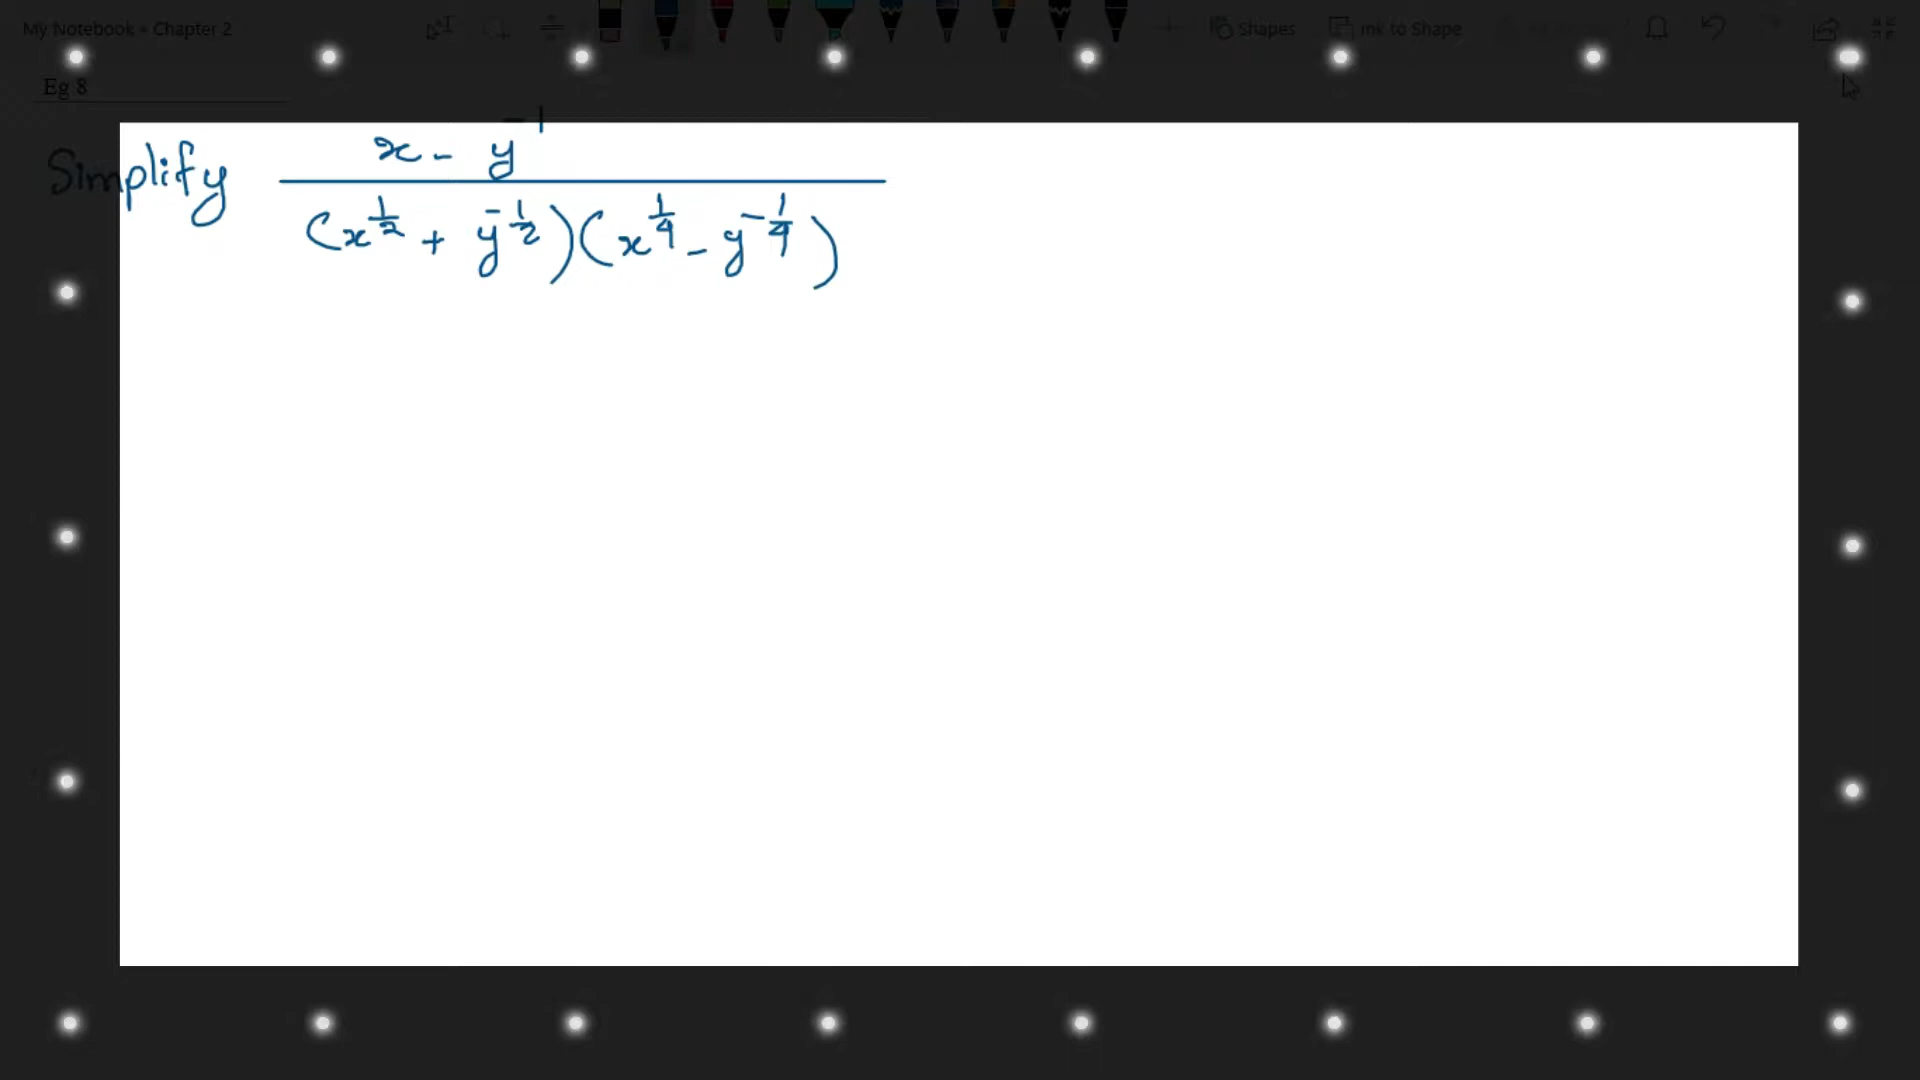 My Notebook » Chapter 2
Shapes
Ink to Shape
Eg 8
Simplify x - y^-1
(x^1/2 + y^-1/2)(x^1/4 - y^-1/4)